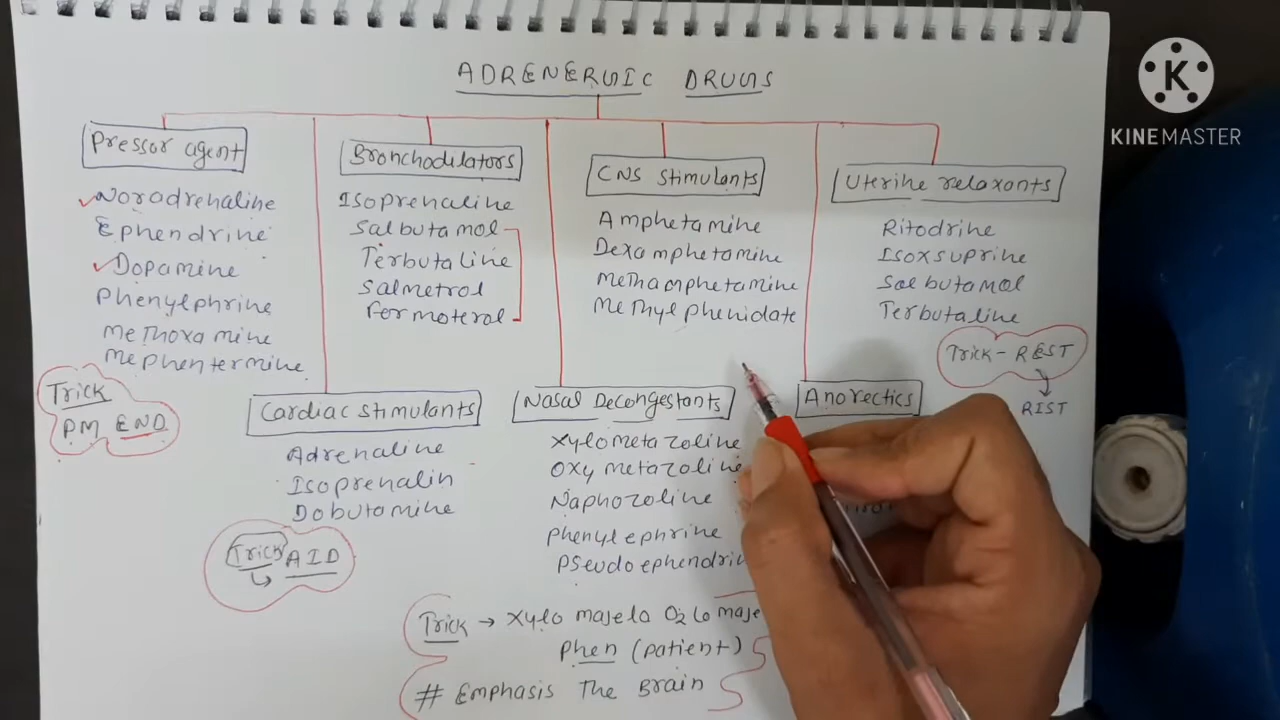 ADRENERGIC DRUGS
Pressor agent
Noradrenaline
Ephendrine
Dopamine
Phenylphrine
Methoxamine
Mephentermine
Trick
PM END
Bronchodilators
Isoprenaline
Salbutamol
Terbutaline
Salmetrol
Formoterol
CNS stimulants
Amphetamine
Dexamphetamine
Methamphetamine
Methylphenidate
Uterine relaxants
Ritodrine
Isoxsuprine
Salbutamol
Terbutaline
Trick - REST
RIST
Cardiac stimulants
Adrenaline
Isoprenalin
Dobutamine
Trick
AID
Nasal Decongestants
Xylometazoline
Oxymetazoline
Naphozoline
Phenylephrine
Pseudoephendrin
Anorectics
Trick → Xylo majelo O2 lo maje
Phen (patient)
# Emphasis The Brain
K
KINEMASTER